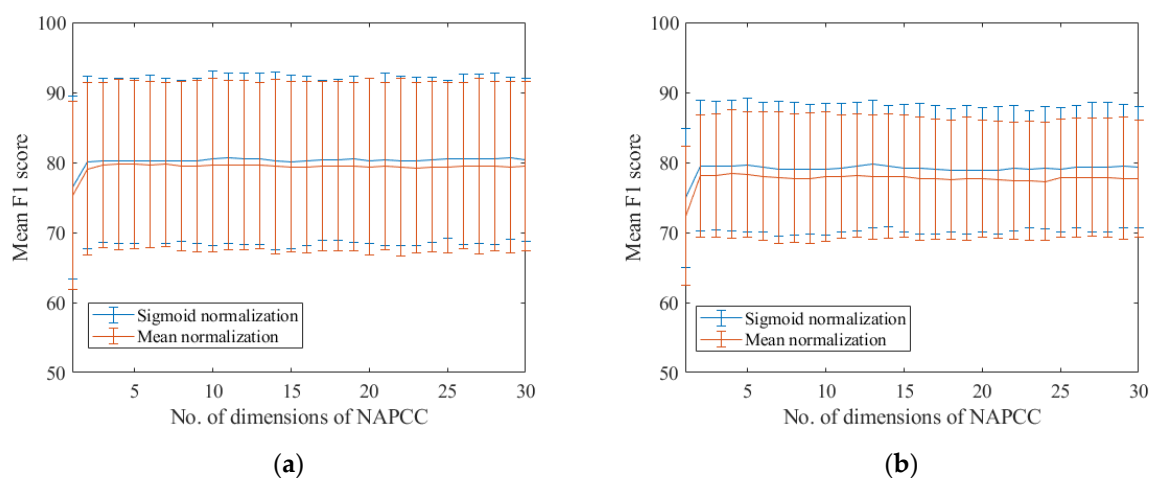 100
90
80
70
60
50
Mean F1 score
Sigmoid normalization
Mean normalization
5 10 15 20 25 30
No. of dimensions of NAPCC
(a)
100
90
80
70
60
50
Mean F1 score
Sigmoid normalization
Mean normalization
5 10 15 20 25 30
No. of dimensions of NAPCC
(b)